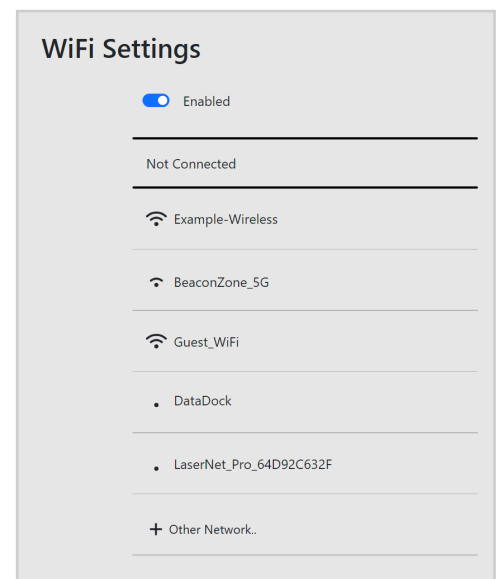 WiFi Settings
Enabled
Not Connected
Example-Wireless
BeaconZone_5G
Guest_WiFi
DataDock
LaserNet_Pro_64D92C632F
Other Network..